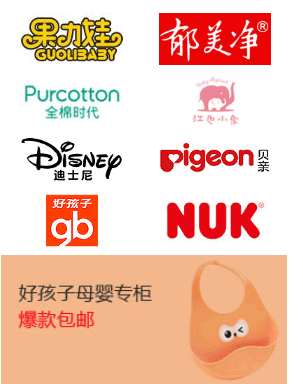 果力娃
GUOLIBABY
郁美净®
Purcotton
全棉时代
Happy Elephant
红色小象
Disney
迪士尼
Pigeon 贝亲
好孩子
gb
NUK®
好孩子母婴专柜
爆款包邮